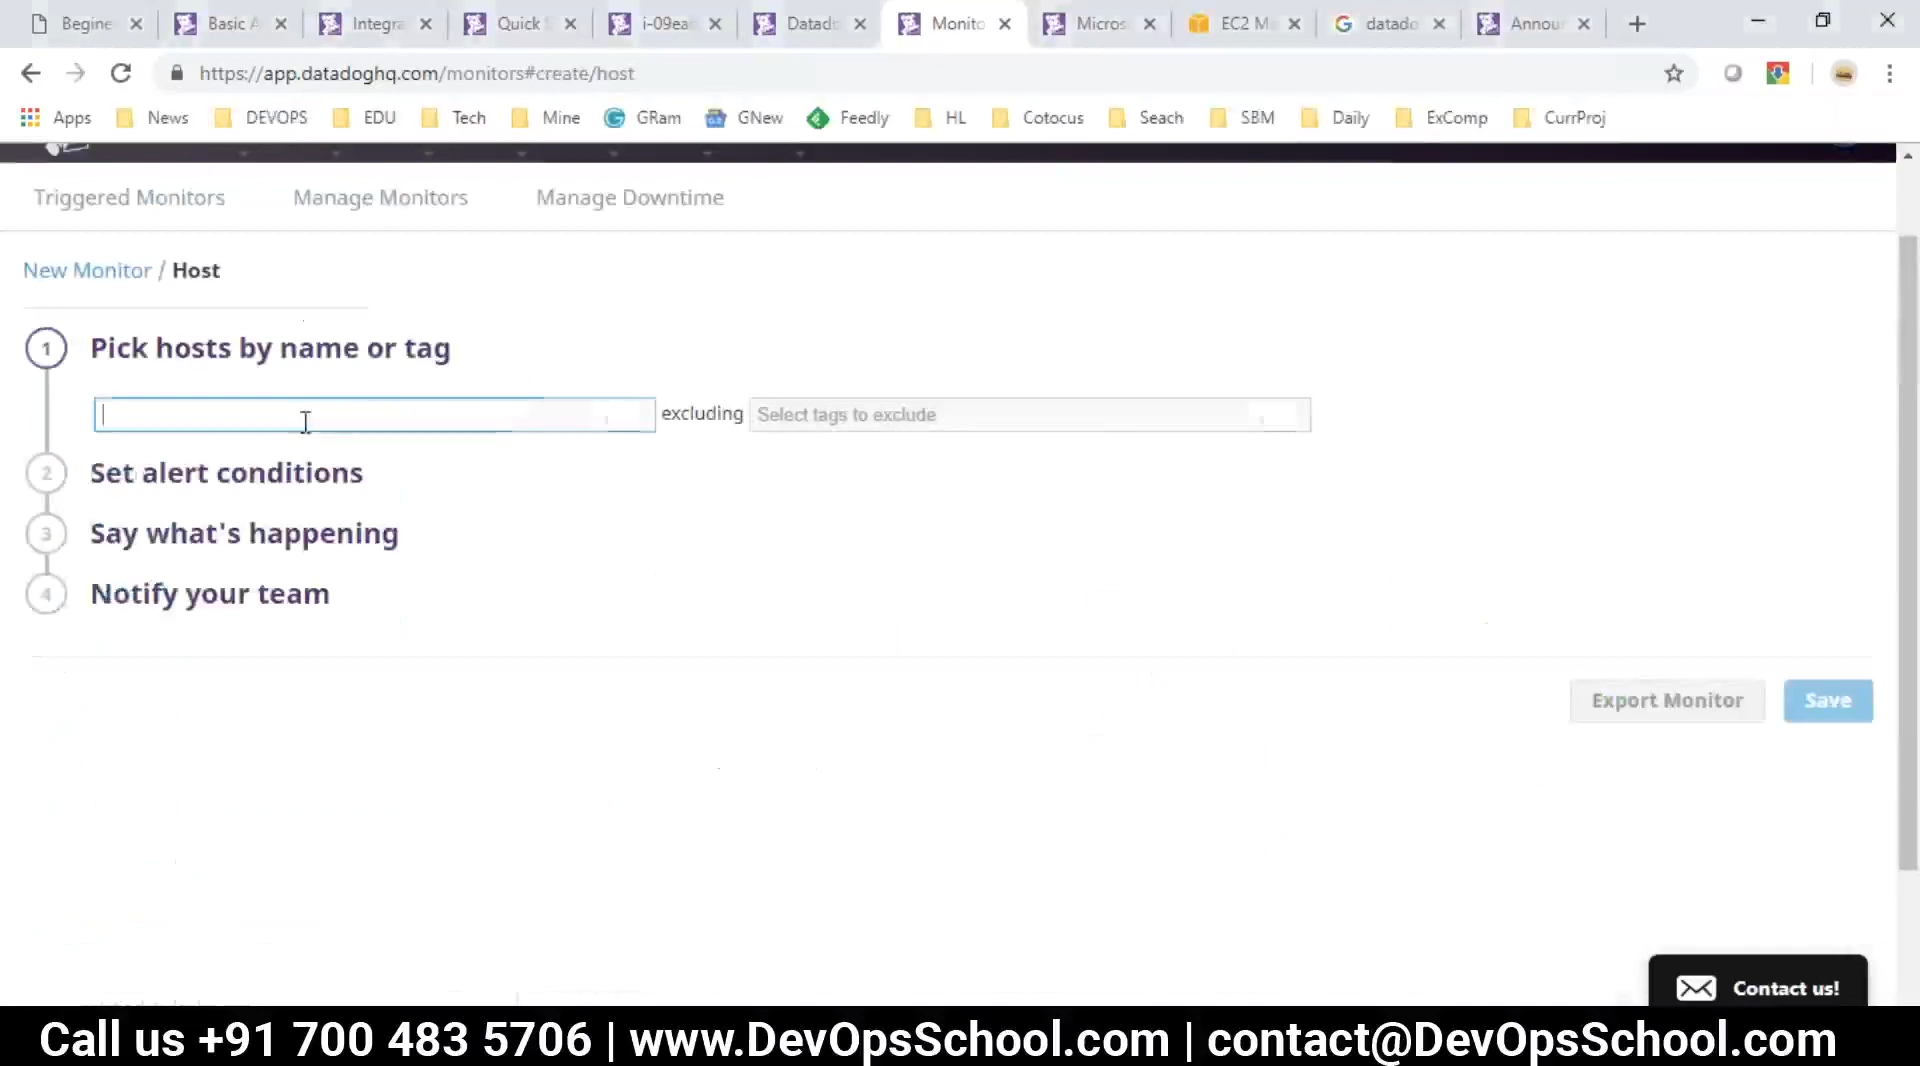 Begine
Basic A
Integra
Quick S
i-09ea
Datad
Monito
Micros
EC2 M
datado
Announ
https://app.datadoghq.com/monitors#create/host
Apps
News
DEVOPS
EDU
Tech
Mine
GRam
GNew
Feedly
HL
Cotocus
Seach
SBM
Daily
ExComp
CurrProj
Triggered Monitors
Manage Monitors
Manage Downtime
New Monitor / Host
1 Pick hosts by name or tag
excluding Select tags to exclude
2 Set alert conditions
3 Say what's happening
4 Notify your team
Export Monitor
Save
Contact us!
Call us +91 700 483 5706 | www.DevOpsSchool.com | contact@DevOpsSchool.com